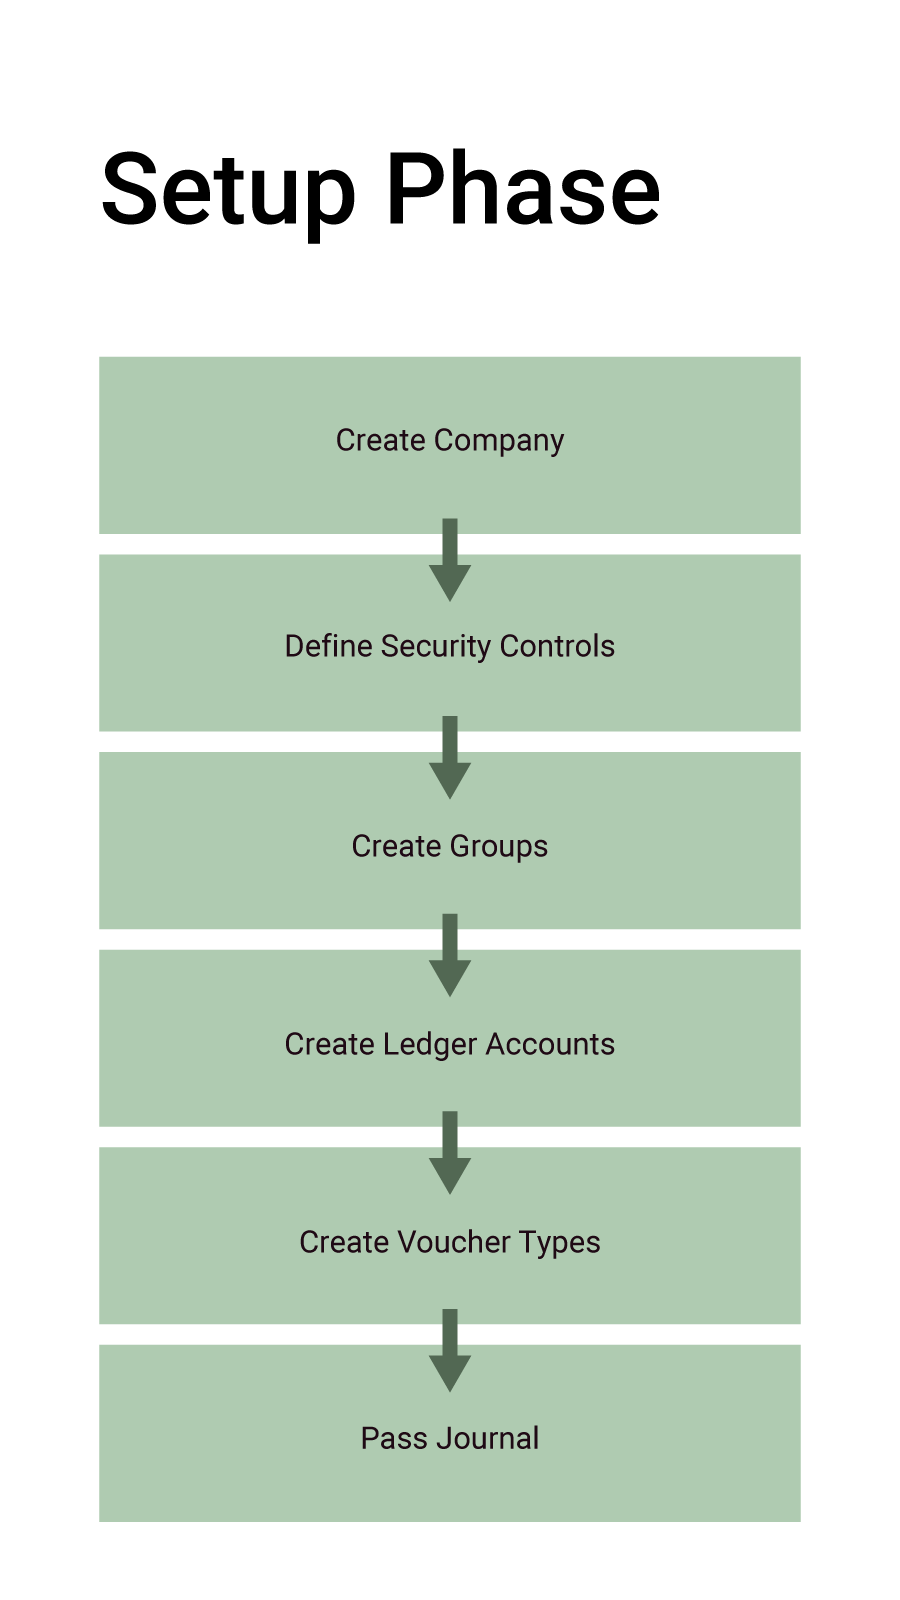 Setup Phase
Create Company
Define Security Controls
Create Groups
Create Ledger Accounts
Create Voucher Types
Pass Journal